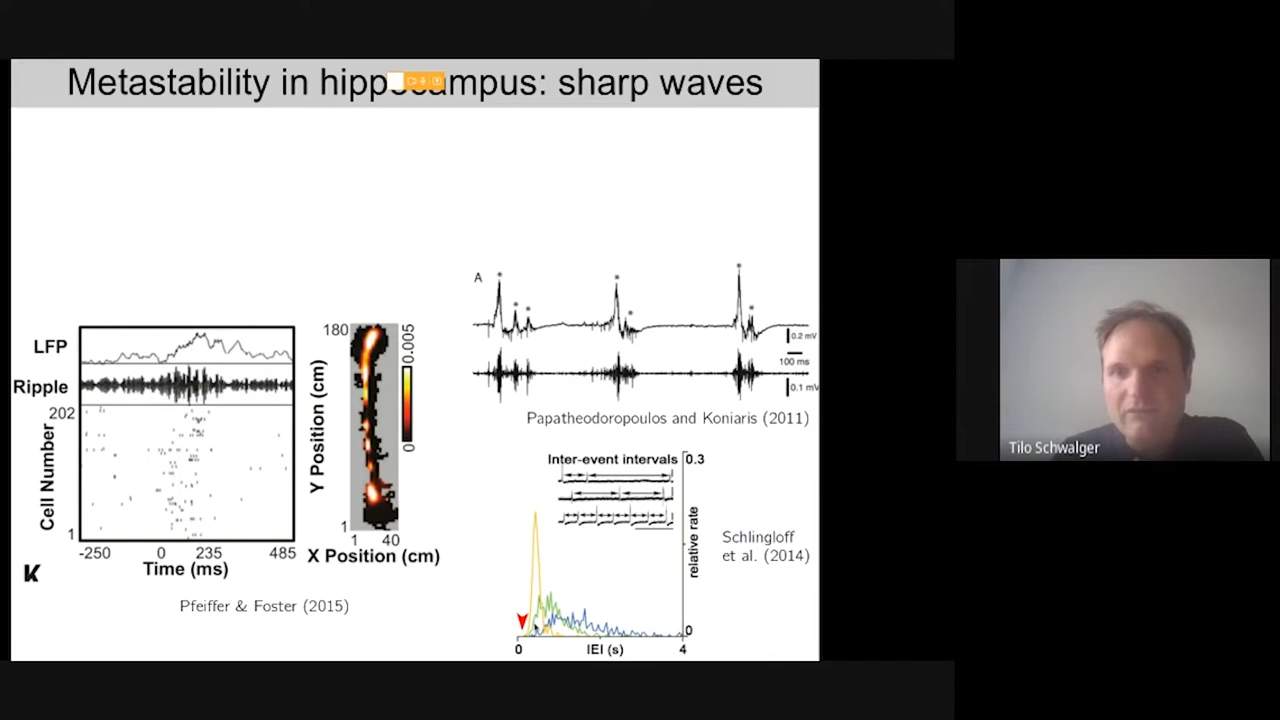 Metastability in hippocampus: sharp waves
LFP
Ripple
202
Cell Number
1
-250 0 235 485
Time (ms)
K
Pfeiffer & Foster (2015)
180
Y Position (cm)
1
1 40
X Position (cm)
0.005
0
A
* * * * * * *
0.2 mV
100 ms
0.1 mV
Papatheodoropoulos and Koniaris (2011)
Inter-event intervals
0.3
relative rate
0
0 IEI (s) 4
Schlingloff
et al. (2014)
Tilo Schwalger